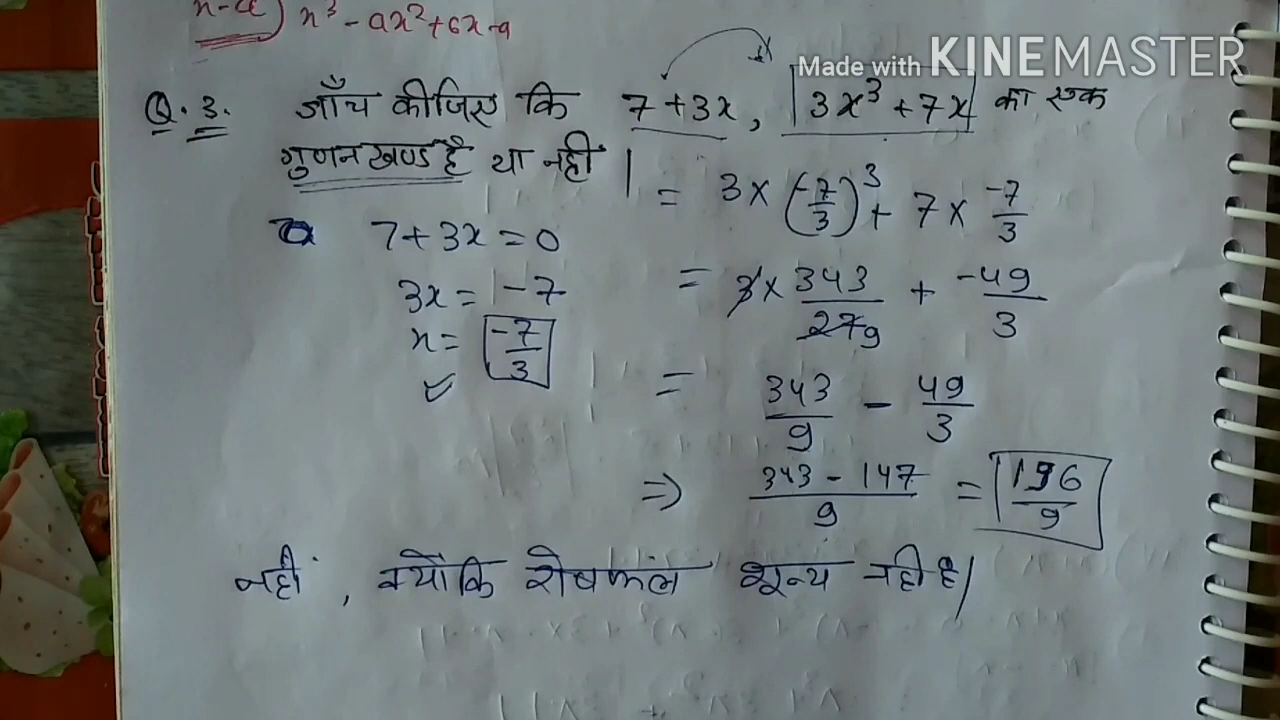 x-a) x³ - ax² + 6x - a
Made with KINEMASTER
Q.3. जाँच कीजिए कि 7+3x, 3x³+7x का एक
गुणनखण्ड है या नहीं |
7+3x = 0
3x = -7
x = -7/3
= 3 × (-7/3)³ + 7 × -7/3
= 3 × 343/27 9 + -49/3
= 343/9 - 49/3
⇒ 343 - 147/9 = 196/9
नहीं, क्योंकि शेषफल शून्य नहीं है|